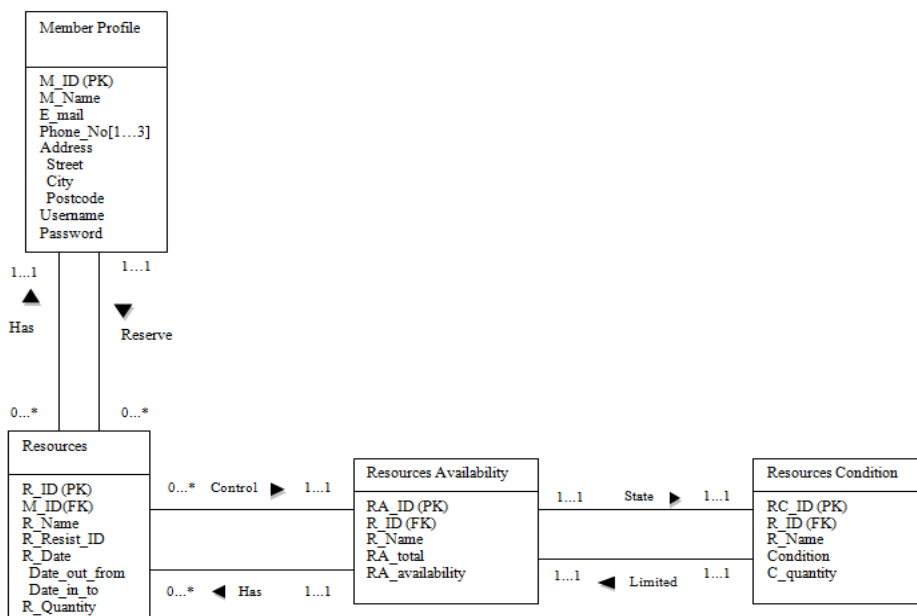 Member Profile
M_ID (PK)
M_Name
E_mail
Phone_No[1…3]
Address
Street
City
Postcode
Username
Password
1…1 1…1
Has Reserve
0…* 0…*
Resources
R_ID (PK)
M_ID(FK)
R_Name
R_Resist_ID
R_Date
Date_out_from
Date_in_to
R_Quantity
0…* Control 1…1
0…* Has 1…1
Resources Availability
RA_ID (PK)
R_ID (FK)
R_Name
RA_total
RA_availability
1…1 State 1…1
1…1 Limited 1…1
Resources Condition
RC_ID (PK)
R_ID (FK)
R_Name
Condition
C_quantity